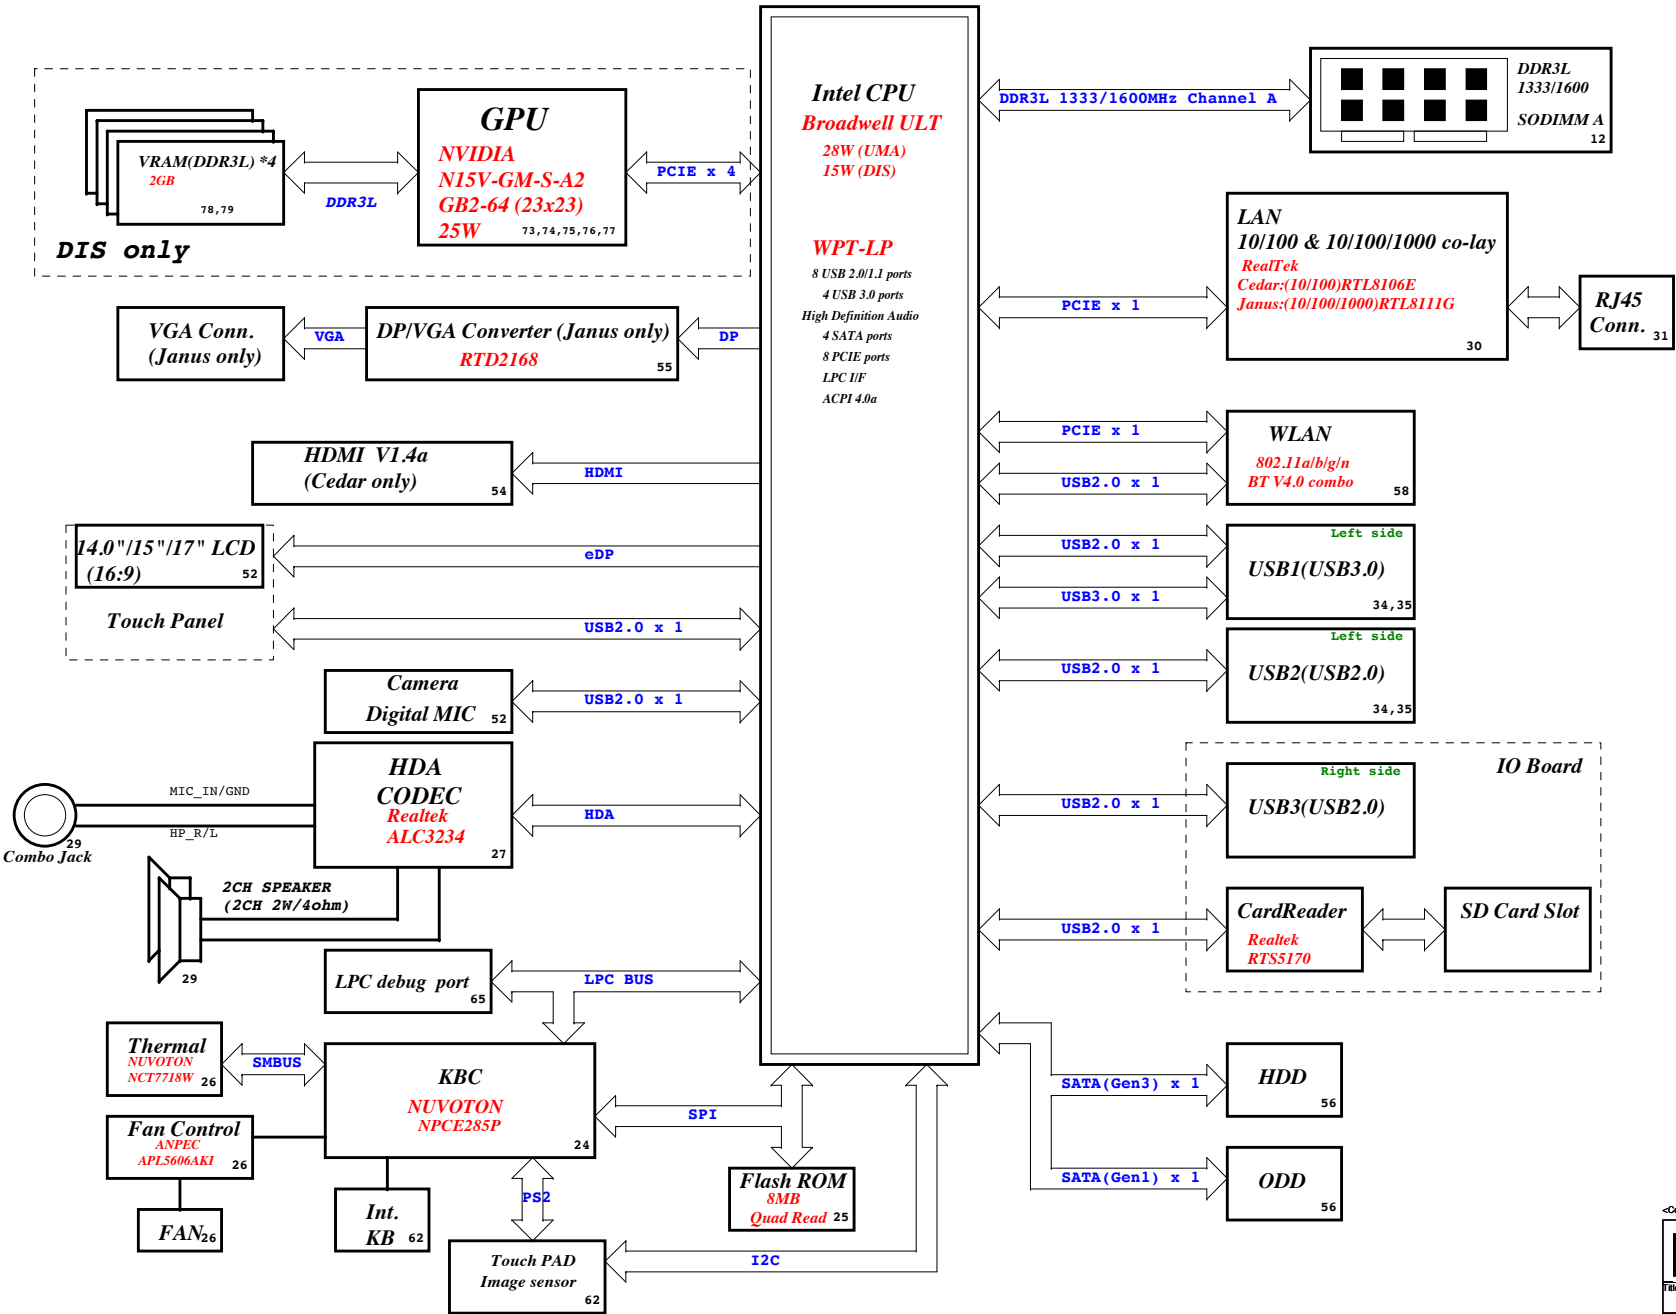 Intel CPU
Broadwell ULT
28W (UMA)
15W (DIS)
WPT-LP
8 USB 2.0/1.1 ports
4 USB 3.0 ports
High Definition Audio
4 SATA ports
8 PCIE ports
LPC I/F
ACPI 4.0a
VRAM(DDR3L) *4
2GB
78,79
DDR3L
GPU
NVIDIA
N15V-GM-S-A2
GB2-64 (23x23)
25W
73,74,75,76,77
PCIE x 4
DIS only
VGA Conn.
(Janus only)
VGA
DP/VGA Converter (Janus only)
RTD2168
55
DP
HDMI V1.4a
(Cedar only)
54
HDMI
14.0"/15"/17" LCD
(16:9)
52
eDP
Touch Panel
USB2.0 x 1
Camera
Digital MIC
52
USB2.0 x 1
HDA
CODEC
Realtek
ALC3234
27
HDA
MIC_IN/GND
HP_R/L
29
Combo Jack
2CH SPEAKER
(2CH 2W/4ohm)
29
LPC debug port
65
LPC BUS
Thermal
NUVOTON
NCT7718W
26
SMBUS
KBC
NUVOTON
NPCE285P
24
SPI
Fan Control
ANPEC
APL5606AKI
26
FAN
26
Int.
KB
62
PS2
Touch PAD
Image sensor
62
I2C
Flash ROM
8MB
Quad Read
25
DDR3L 1333/1600MHz Channel A
DDR3L
1333/1600
SODIMM A
12
PCIE x 1
LAN
10/100 & 10/100/1000 co-lay
RealTek
Cedar:(10/100)RTL8106E
Janus:(10/100/1000)RTL8111G
30
RJ45
Conn.
31
PCIE x 1
USB2.0 x 1
WLAN
802.11a/b/g/n
BT V4.0 combo
58
USB2.0 x 1
USB3.0 x 1
Left side
USB1(USB3.0)
34,35
USB2.0 x 1
Left side
USB2(USB2.0)
34,35
IO Board
USB2.0 x 1
Right side
USB3(USB2.0)
USB2.0 x 1
CardReader
Realtek
RTS5170
SD Card Slot
SATA(Gen3) x 1
HDD
56
SATA(Gen1) x 1
ODD
56